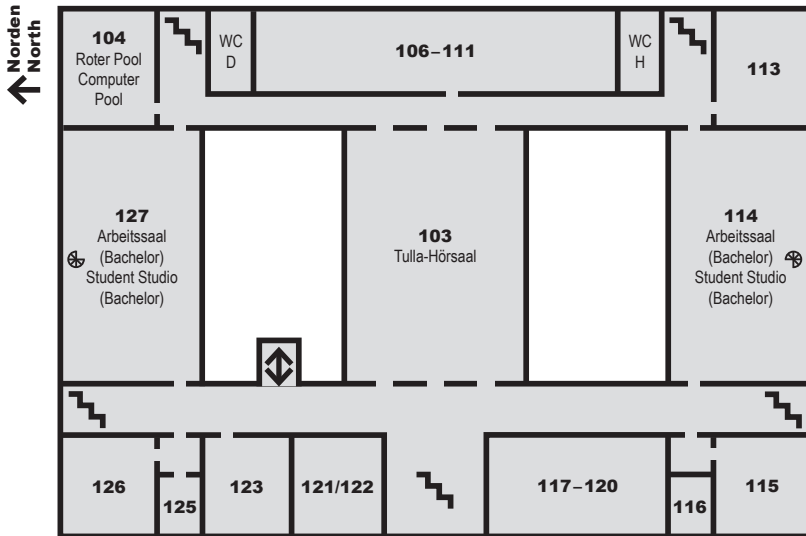 Norden
North
104
Roter Pool
Computer
Pool
WC
D
106–111
WC
H
113
127
Arbeitssaal
(Bachelor)
Student Studio
(Bachelor)
103
Tulla-Hörsaal
114
Arbeitssaal
(Bachelor)
Student Studio
(Bachelor)
126
125
123
121/122
117–120
116
115